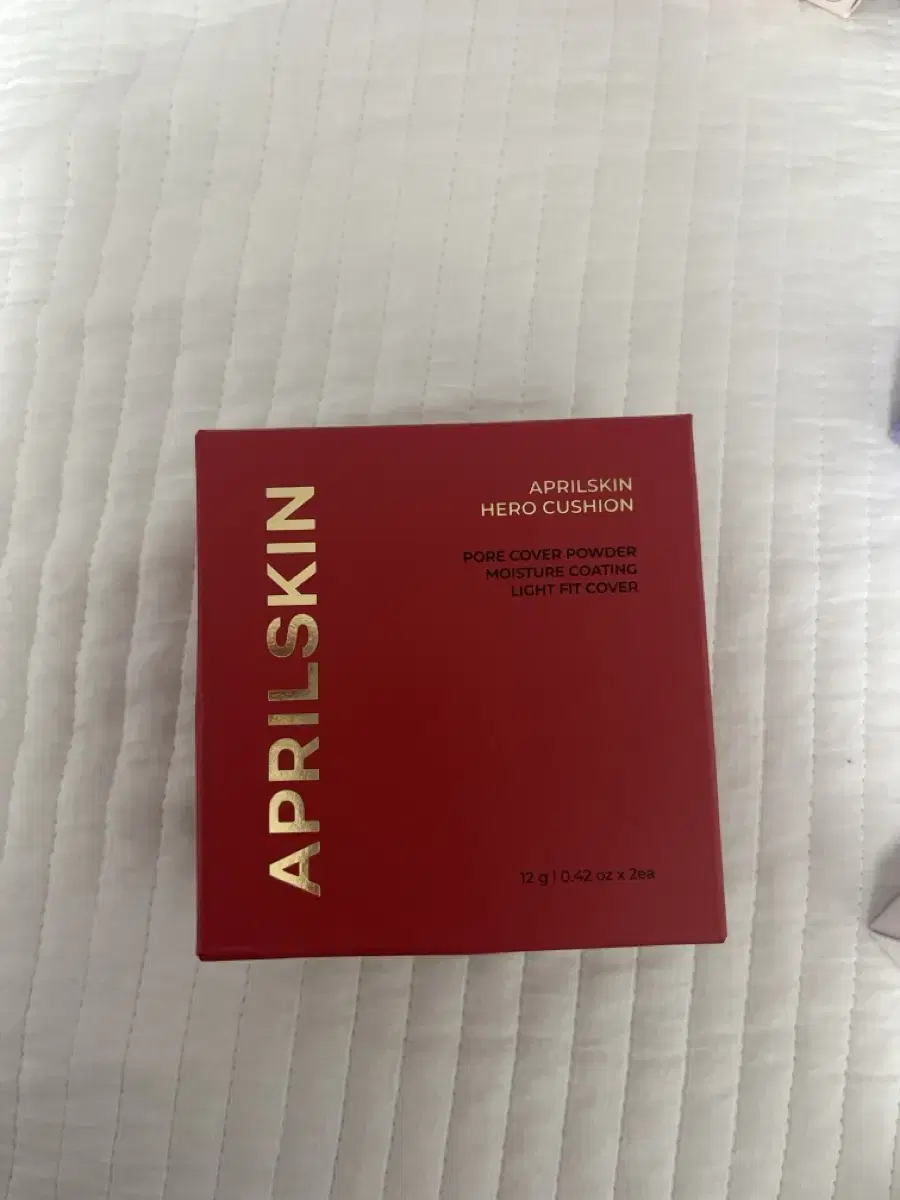 APRILSKIN
APRILSKIN
HERO CUSHION
PORE COVER POWDER
MOISTURE COATING
LIGHT FIT COVER
12 g | 0.42 oz x 2ea